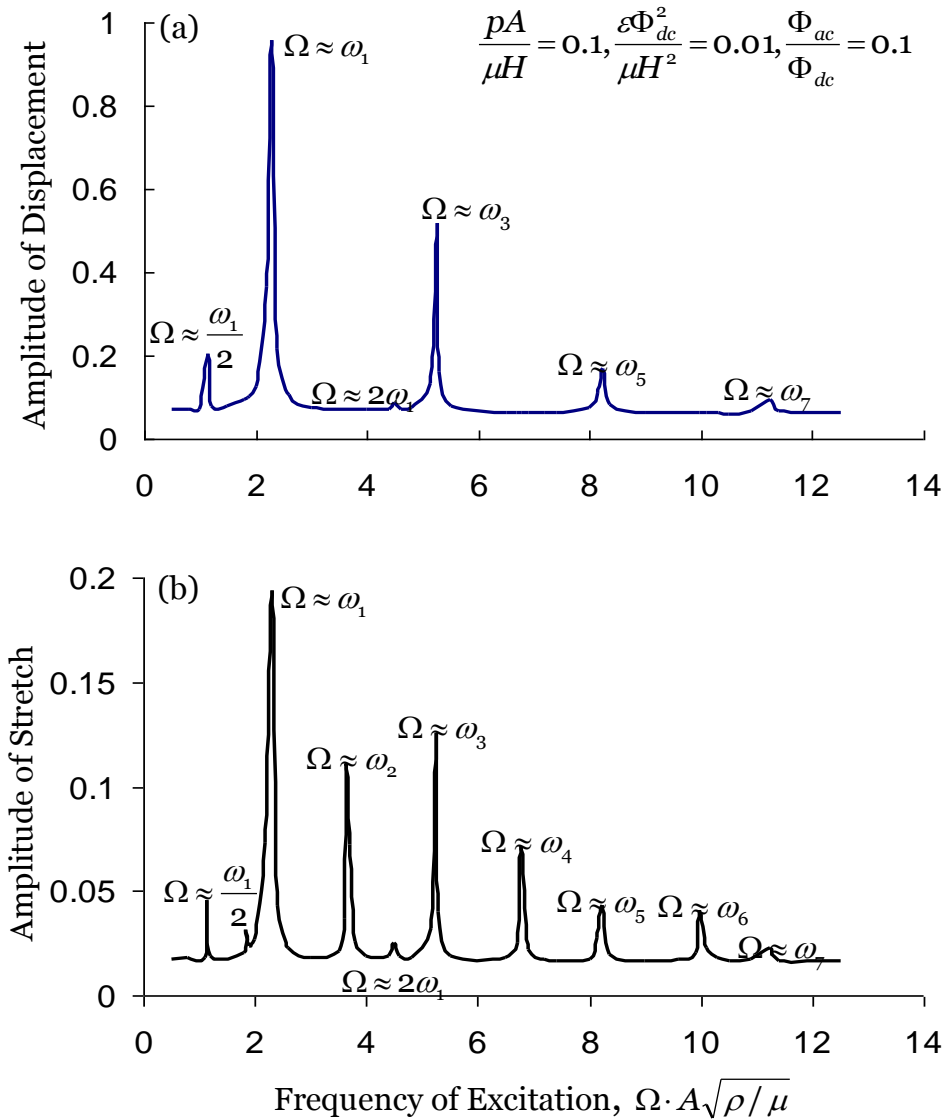 (a)
Ω ≈ ω₁
pA/μH = 0.1, εΦ_dc²/μH² = 0.01, Φ_ac/Φ_dc = 0.1
Amplitude of Displacement
1
0.8
0.6
0.4
0.2
0
Ω ≈ ω₃
Ω ≈ ω₁/2
Ω ≈ 2ω₁
Ω ≈ ω₅
Ω ≈ ω₇
0 2 4 6 8 10 12 14
(b)
Amplitude of Stretch
0.2
0.15
0.1
0.05
0
Ω ≈ ω₁
Ω ≈ ω₂
Ω ≈ ω₃
Ω ≈ ω₄
Ω ≈ ω₁/2
Ω ≈ ω₅
Ω ≈ ω₆
Ω ≈ ω₇
Ω ≈ 2ω₁
0 2 4 6 8 10 12 14
Frequency of Excitation, Ω · A√ρ/μ